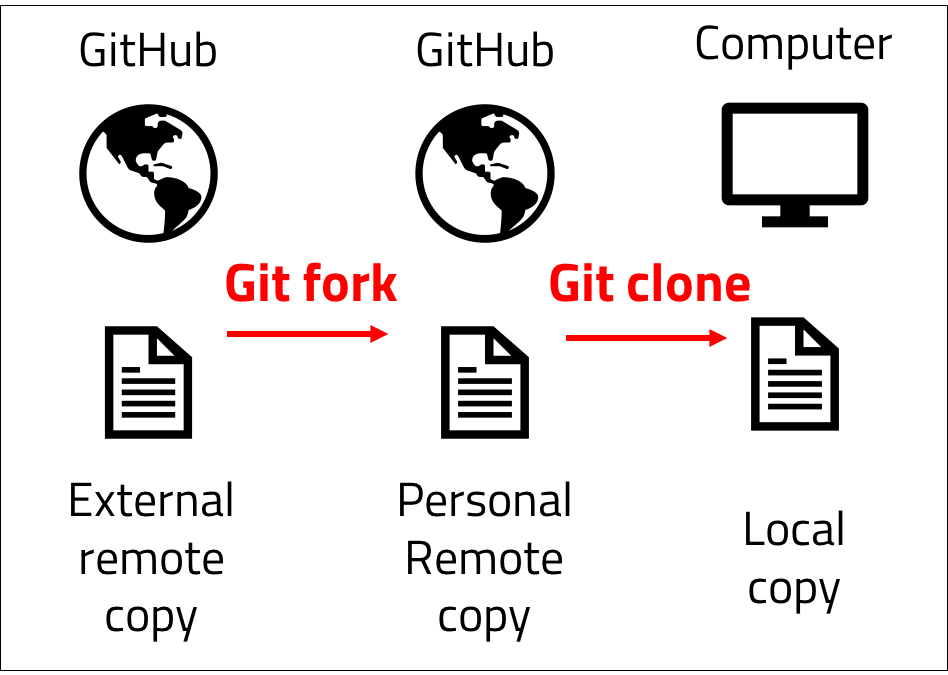 GitHub
GitHub
Computer
Git fork
Git clone
External
remote
copy
Personal
Remote
copy
Local
copy